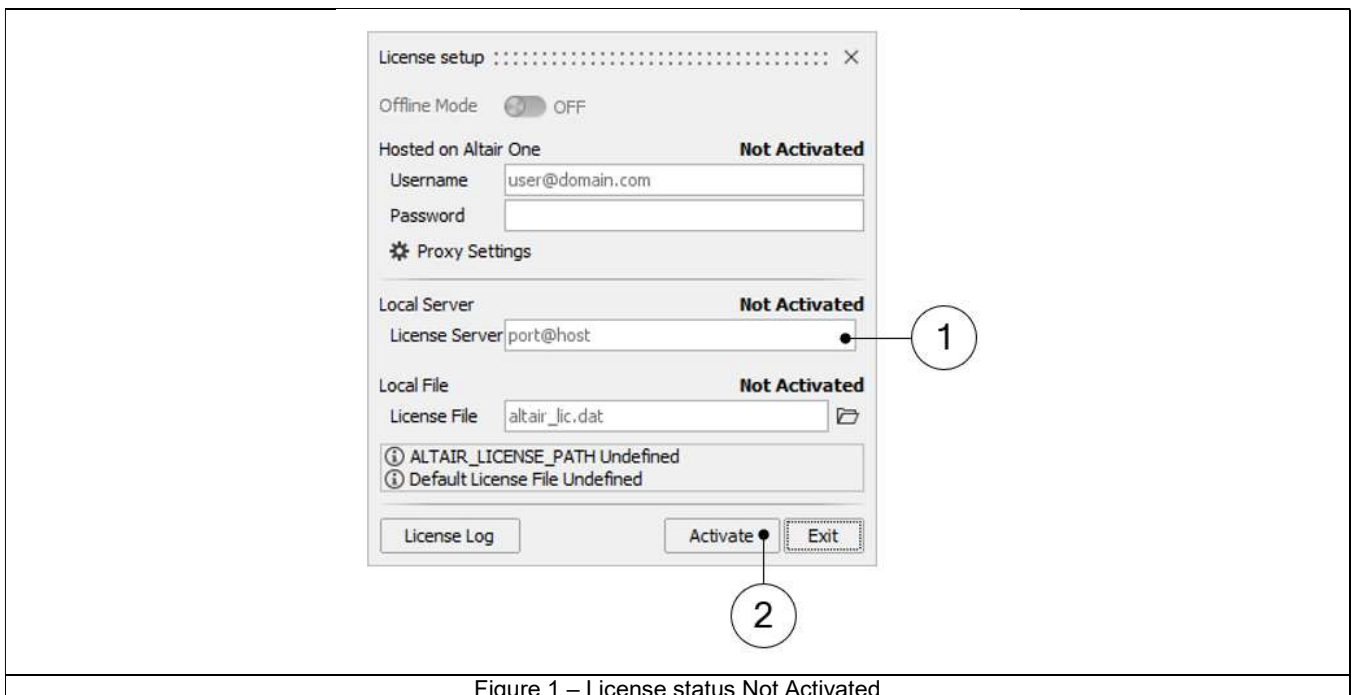 License setup
Offline Mode OFF
Hosted on Altair One Not Activated
Username user@domain.com
Password
Proxy Settings
Local Server Not Activated
License Server port@host
1
Local File Not Activated
License File altair_lic.dat
ALTAIR_LICENSE_PATH Undefined
Default License File Undefined
License Log Activate Exit
2
Figure 1 – License status Not Activated